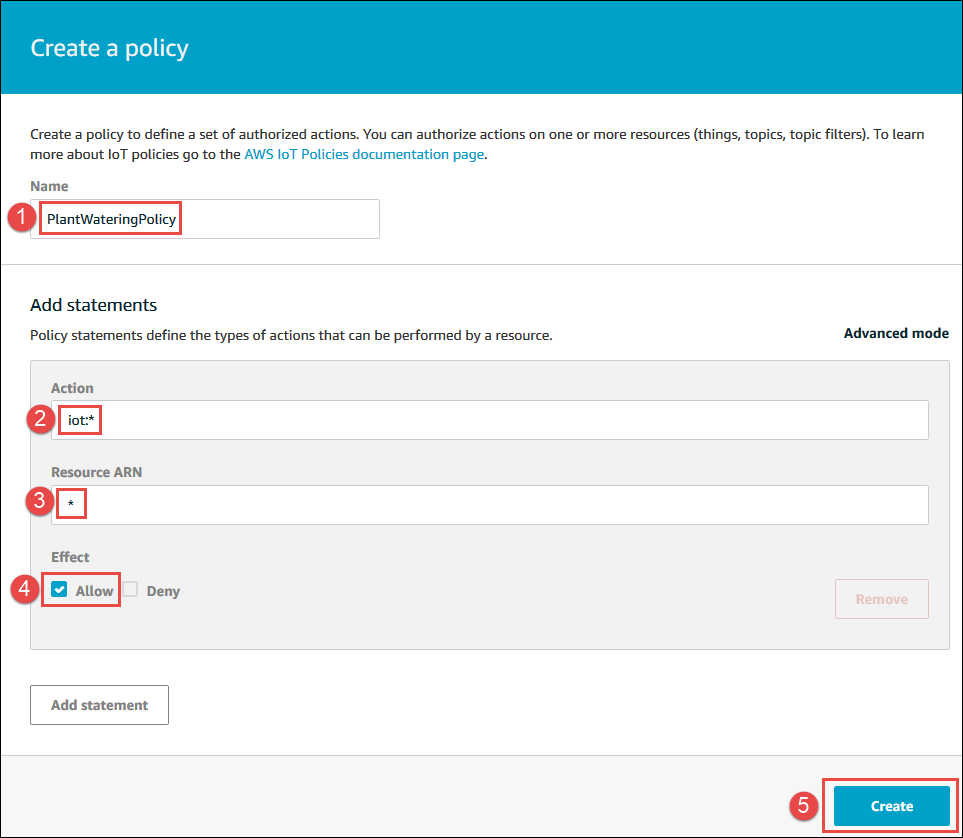 Create a policy
Create a policy to define a set of authorized actions. You can authorize actions on one or more resources (things, topics, topic filters). To learn
more about IoT policies go to the AWS IoT Policies documentation page.
Name
1 PlantWateringPolicy
Add statements
Policy statements define the types of actions that can be performed by a resource.
Advanced mode
Action
2 iot:*
Resource ARN
3 *
Effect
4 Allow Deny
Remove
Add statement
5 Create